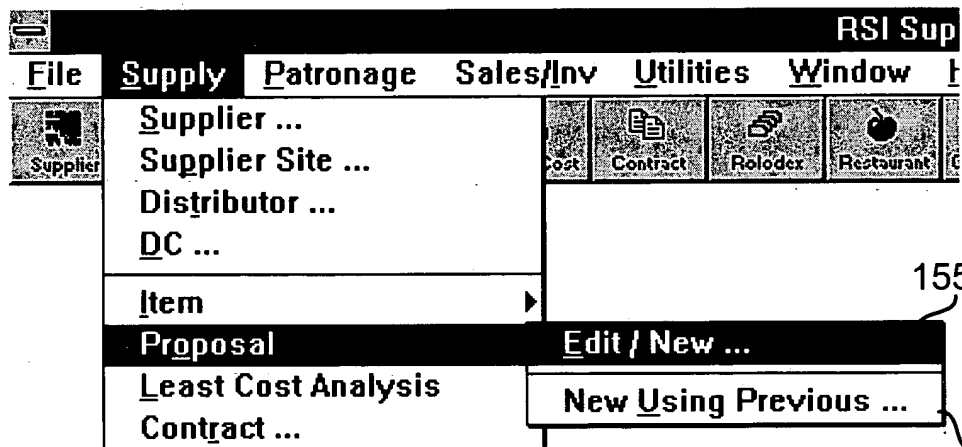 RSI Sup
File Supply Patronage Sales/Inv Utilities Window H
Supplier Cost Contract Rolodex Restaurant
Supplier ...
Supplier Site ...
Distributor ...
DC ...
Item
Proposal
Edit / New ...
155
Least Cost Analysis
New Using Previous ...
Contract ...